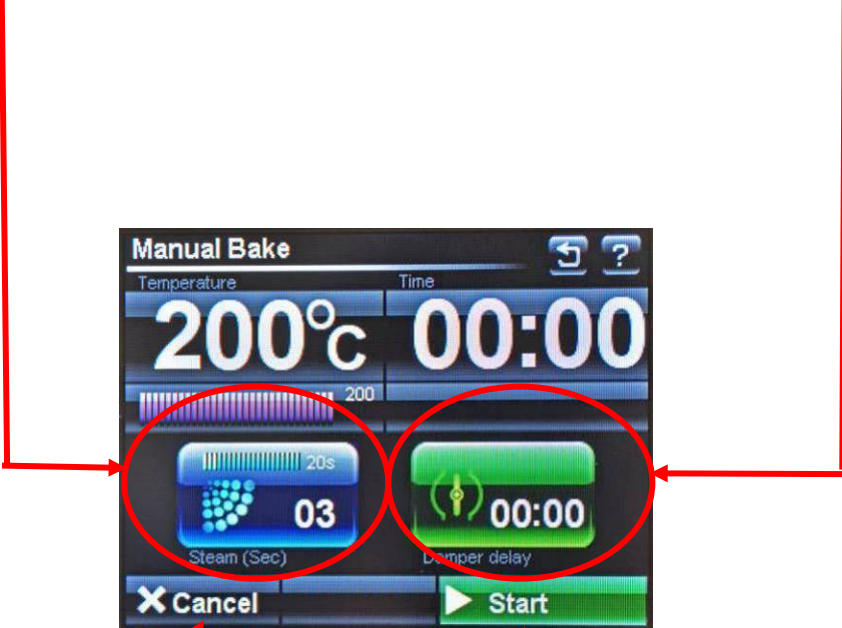 Manual Bake
?
Temperature
Time
200°C
00:00
200
20s
03
00:00
Steam (Sec)
Damper delay
Cancel
Start